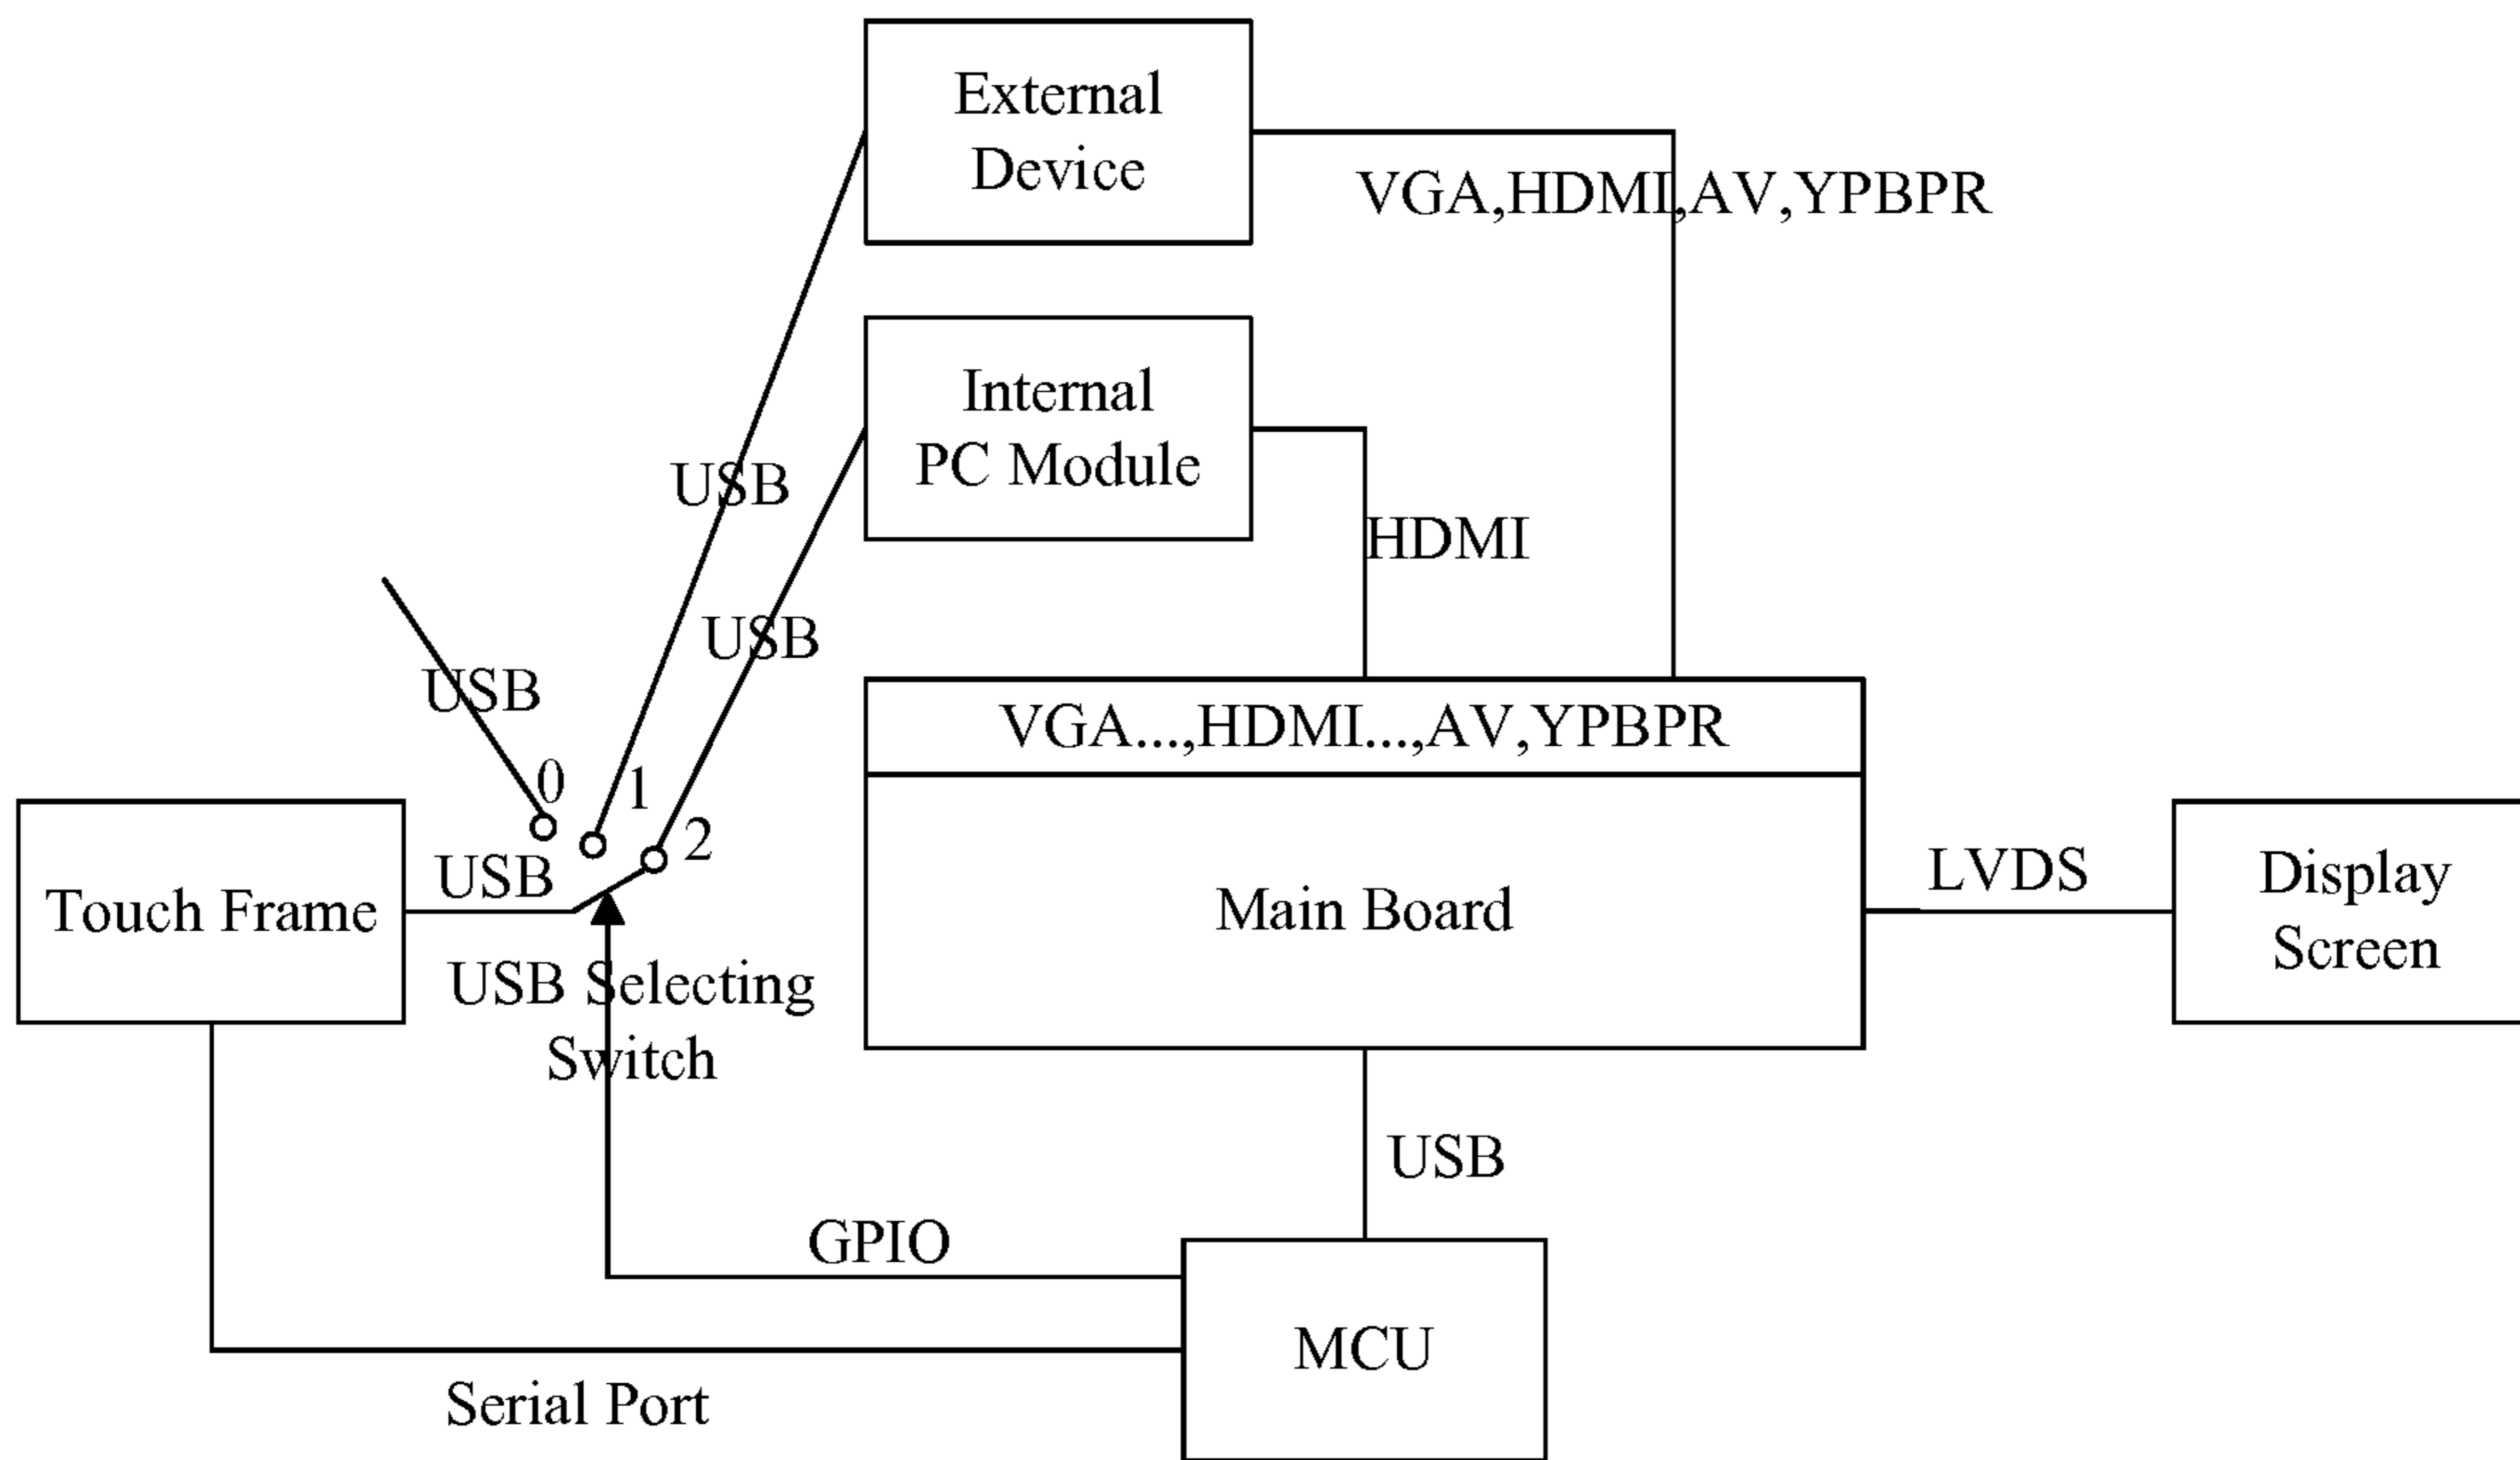 External
Device
VGA,HDMI,AV,YPBPR
Internal
PC Module
USB
HDMI
USB
USB
VGA...,HDMI...,AV,YPBPR
0
1
2
USB
Touch Frame
Main Board
LVDS
Display
Screen
USB Selecting
Switch
USB
GPIO
MCU
Serial Port